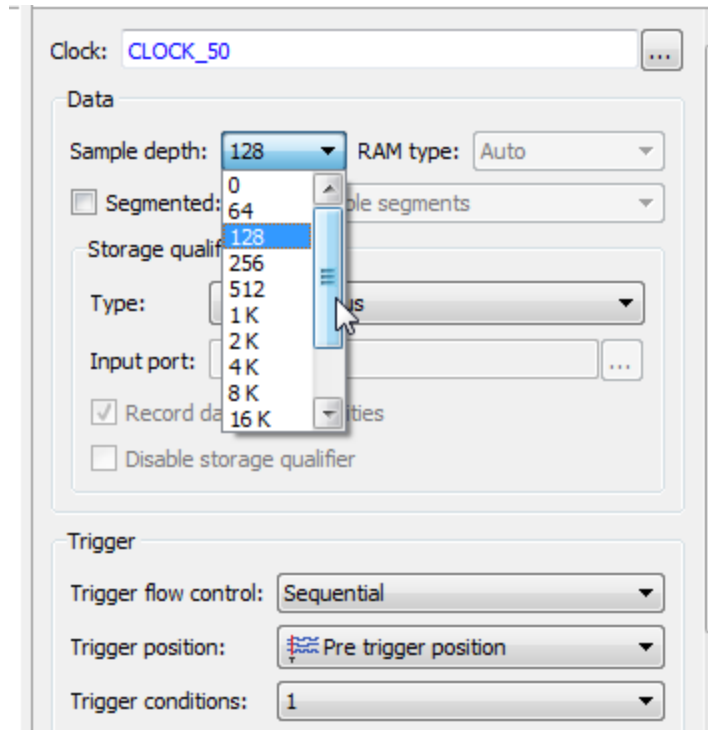 Clock: CLOCK_50 ...
Data
Sample depth: 128 RAM type: Auto
Segmented: ble segments
0
64
128
256
512
1 K
2 K
4 K
8 K
16 K
Storage qualif
Type: us
Input port: ...
Record da ities
Disable storage qualifier
Trigger
Trigger flow control: Sequential
Trigger position: Pre trigger position
Trigger conditions: 1